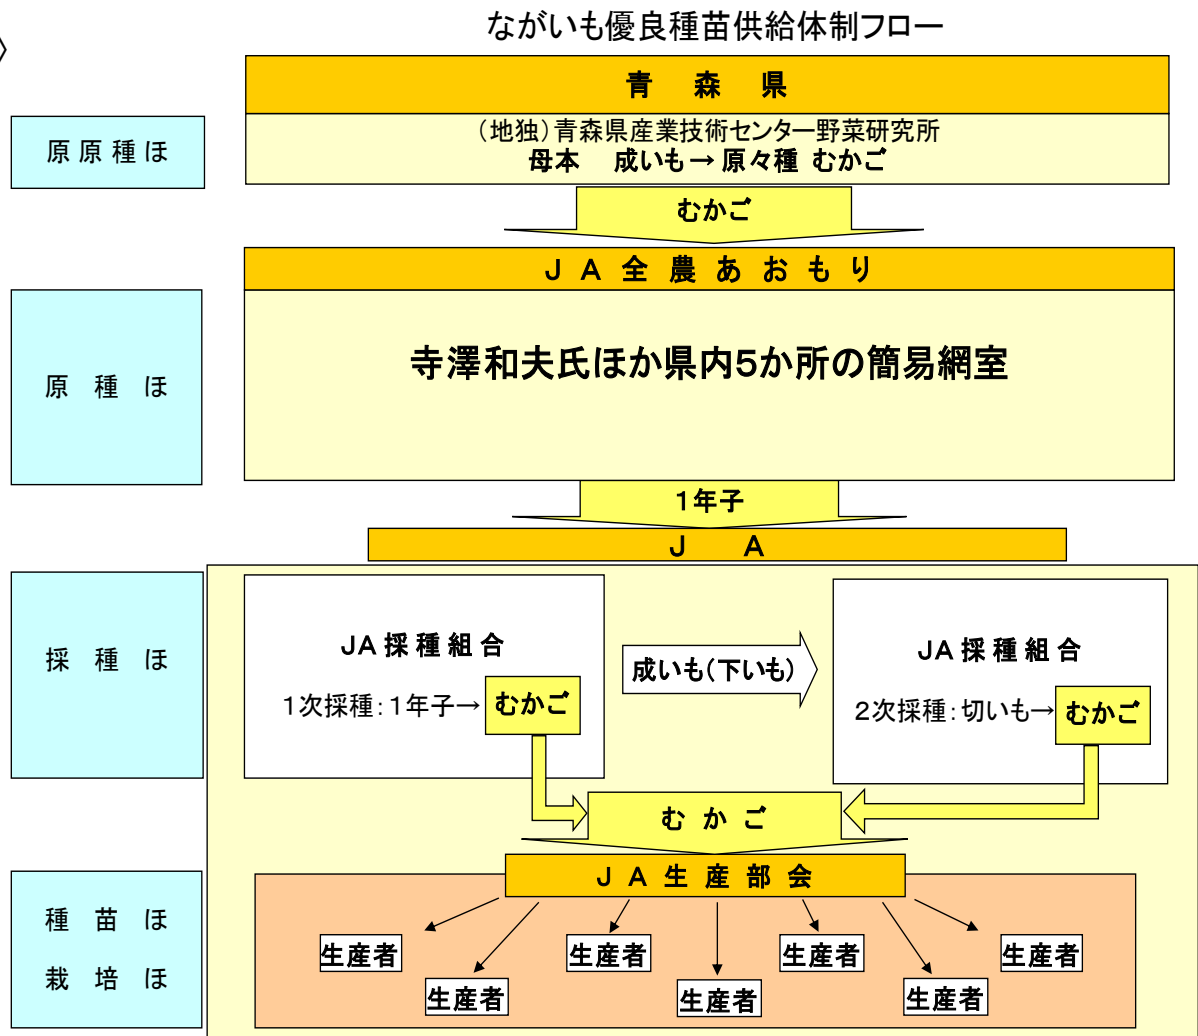 ながいも優良種苗供給体制フロー
〉
青森県
原原種ほ
(地独)青森県産業技術センター野菜研究所
母本 成いも→原々種 むかご
むかご
JA全農あおもり
原種ほ
寺澤和夫氏ほか県内5か所の簡易網室
1年子
JA
採種ほ
JA採種組合
1次採種:1年子→むかご
成いも(下いも)
JA採種組合
2次採種:切いも→むかご
むかご
JA生産部会
種苗ほ
栽培ほ
生産者
生産者
生産者
生産者
生産者
生産者
生産者